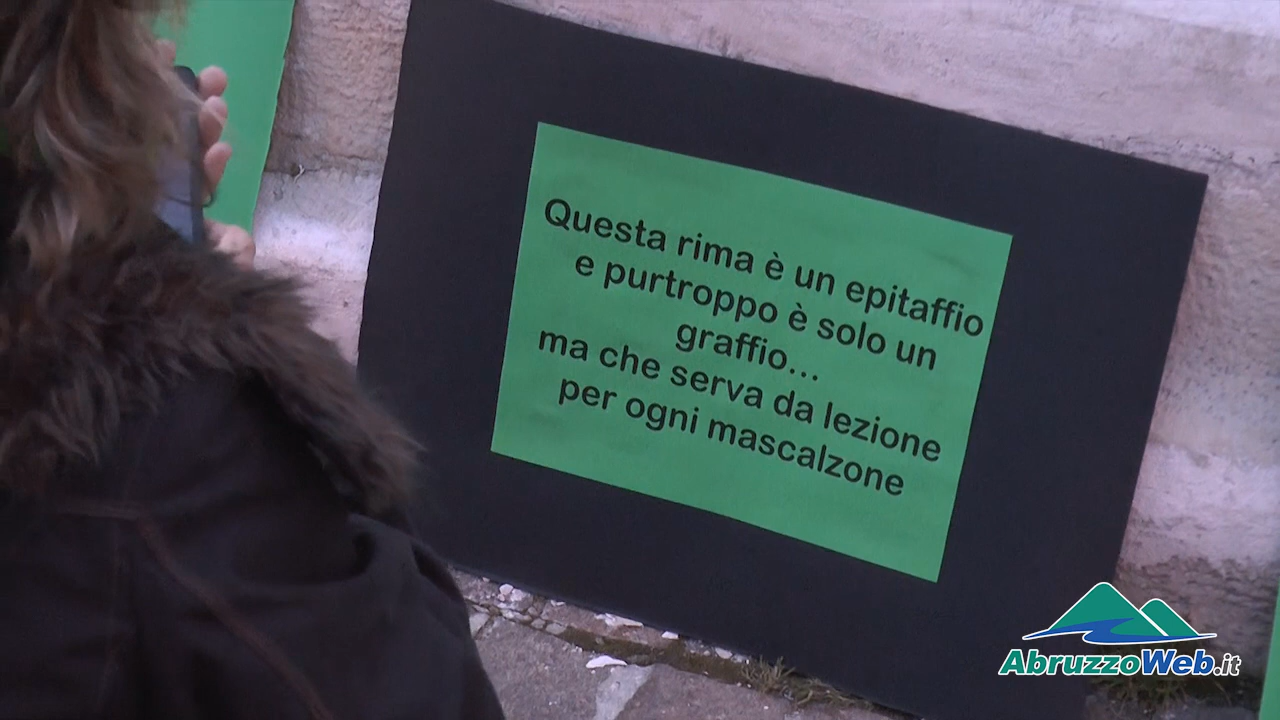 Questa rima è un epitaffio
e purtroppo è solo un
graffio...
ma che serva da lezione
per ogni mascalzone
AbruzzoWeb.it